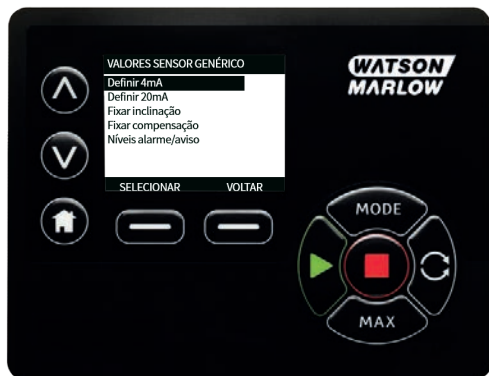 VALORES SENSOR GENÉRICO
Definir 4mA
Definir 20mA
Fixar inclinação
Fixar compensação
Níveis alarme/aviso
SELECIONAR VOLTAR
WATSON
MARLOW
MODE
MAX